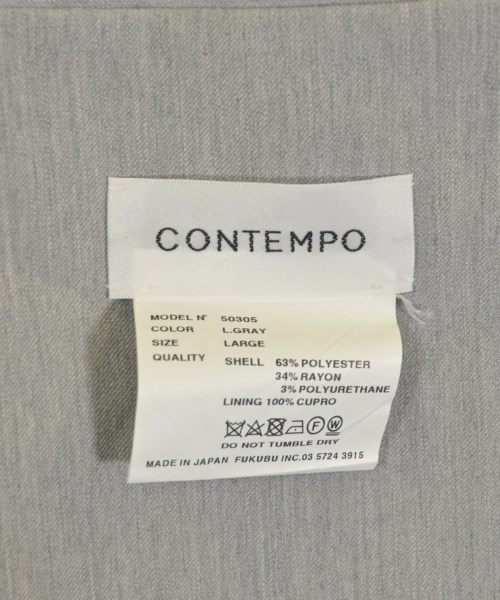 CONTEMPO
MODEL Nº 50305
COLOR L.GRAY
SIZE LARGE
QUALITY SHELL 63% POLYESTER
34% RAYON
3% POLYURETHANE
LINING 100% CUPRO
F W
DO NOT TUMBLE DRY
MADE IN JAPAN FUKUBU INC.03 5724 3915